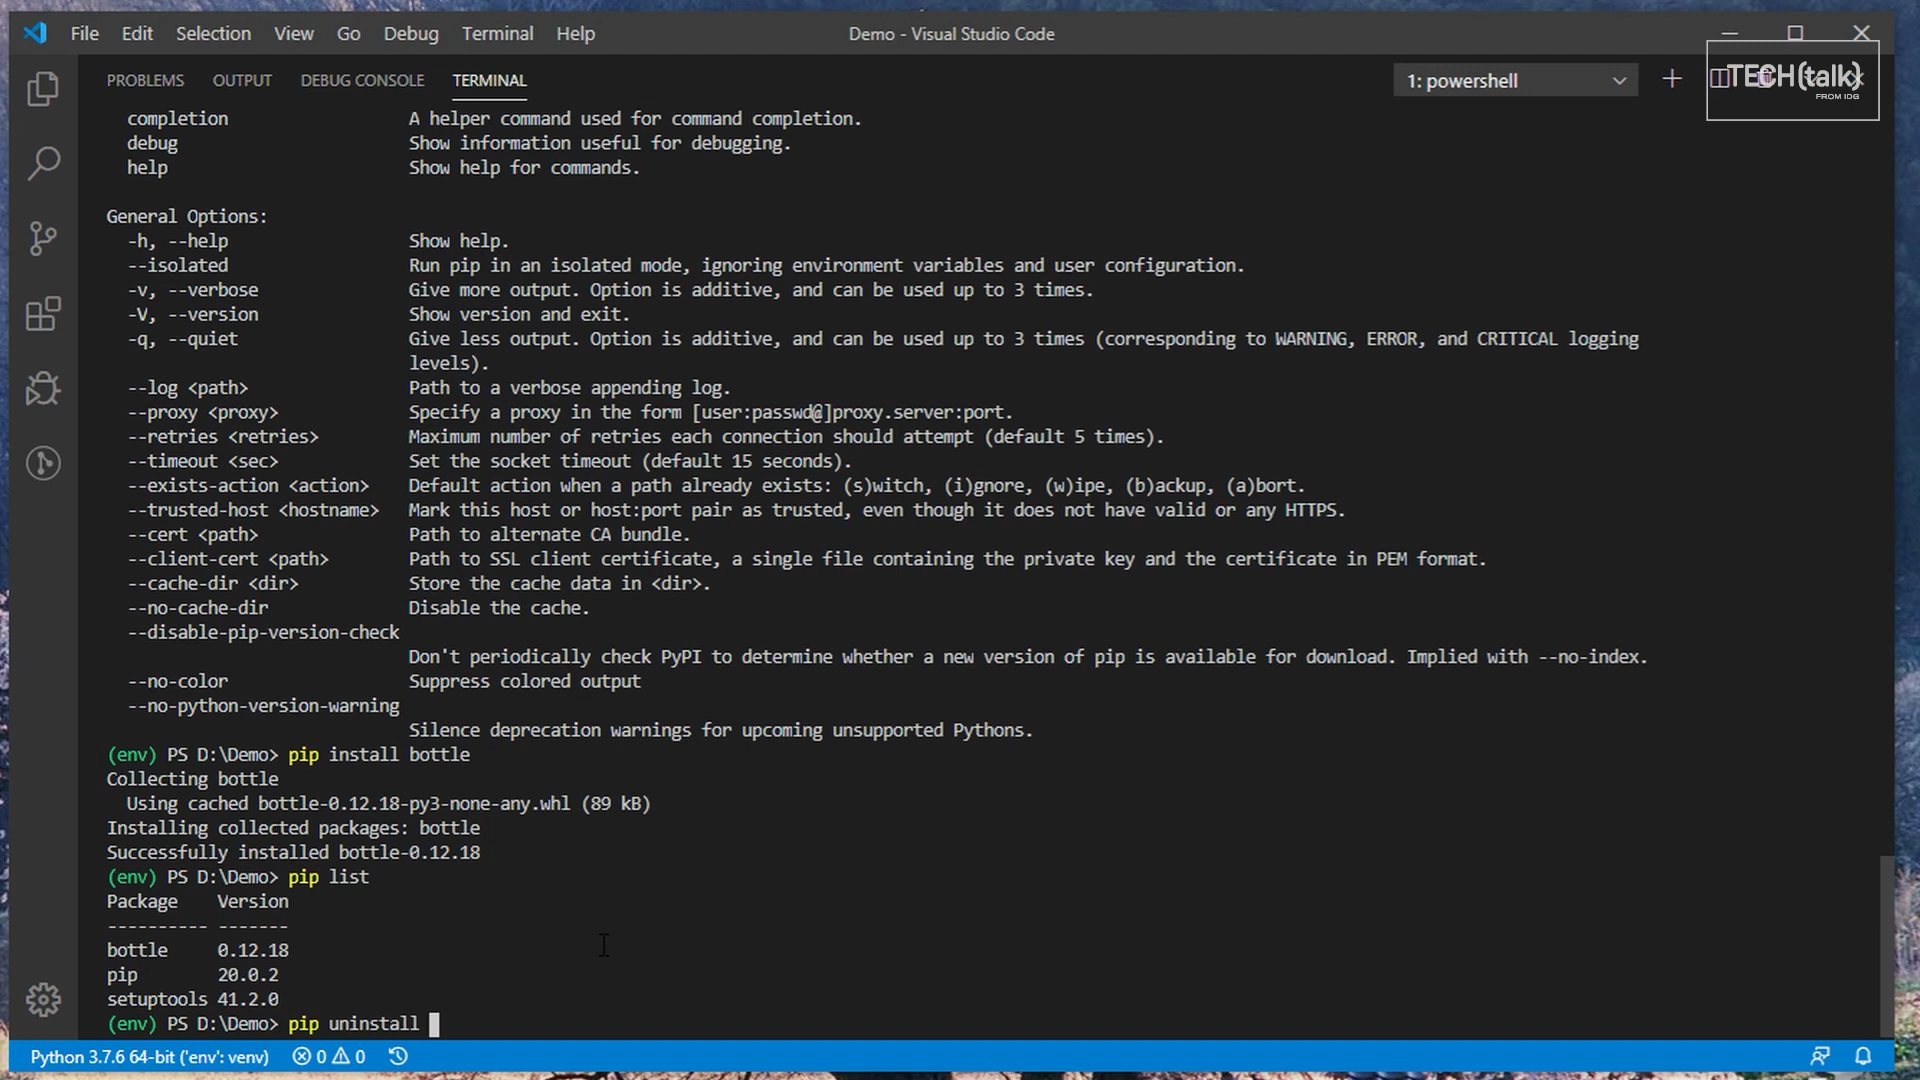 File Edit Selection View Go Debug Terminal Help Demo - Visual Studio Code
PROBLEMS OUTPUT DEBUG CONSOLE TERMINAL 1: powershell TECH(talk)
FROM IDG
completion A helper command used for command completion.
debug Show information useful for debugging.
help Show help for commands.
General Options:
-h, --help Show help.
--isolated Run pip in an isolated mode, ignoring environment variables and user configuration.
-v, --verbose Give more output. Option is additive, and can be used up to 3 times.
-V, --version Show version and exit.
-q, --quiet Give less output. Option is additive, and can be used up to 3 times (corresponding to WARNING, ERROR, and CRITICAL logging
levels).
--log <path> Path to a verbose appending log.
--proxy <proxy> Specify a proxy in the form [user:passwd@]proxy.server:port.
--retries <retries> Maximum number of retries each connection should attempt (default 5 times).
--timeout <sec> Set the socket timeout (default 15 seconds).
--exists-action <action> Default action when a path already exists: (s)witch, (i)gnore, (w)ipe, (b)ackup, (a)bort.
--trusted-host <hostname> Mark this host or host:port pair as trusted, even though it does not have valid or any HTTPS.
--cert <path> Path to alternate CA bundle.
--client-cert <path> Path to SSL client certificate, a single file containing the private key and the certificate in PEM format.
--cache-dir <dir> Store the cache data in <dir>.
--no-cache-dir Disable the cache.
--disable-pip-version-check
Don't periodically check PyPI to determine whether a new version of pip is available for download. Implied with --no-index.
--no-color Suppress colored output
--no-python-version-warning
Silence deprecation warnings for upcoming unsupported Pythons.
(env) PS D:\Demo> pip install bottle
Collecting bottle
Using cached bottle-0.12.18-py3-none-any.whl (89 kB)
Installing collected packages: bottle
Successfully installed bottle-0.12.18
(env) PS D:\Demo> pip list
Package Version
---------- -------
bottle 0.12.18
pip 20.0.2
setuptools 41.2.0
(env) PS D:\Demo> pip uninstall
Python 3.7.6 64-bit ('env': venv) 0 0